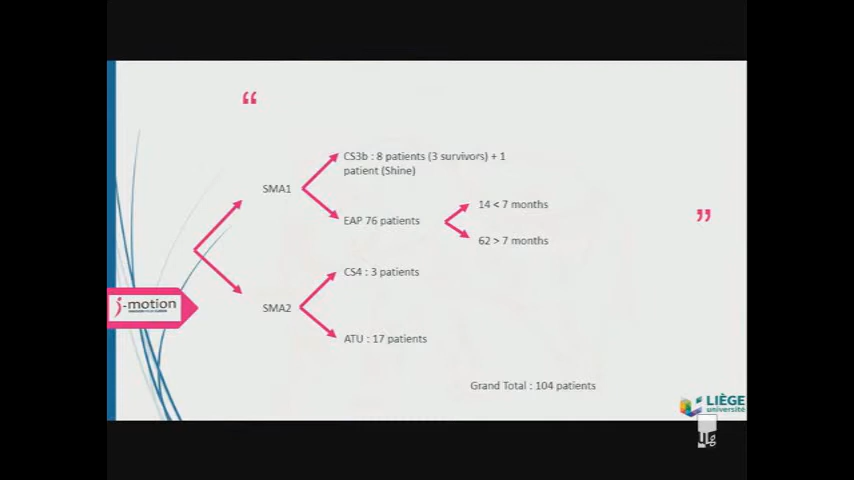 “
CS3b : 8 patients (3 survivors) + 1
patient (Shine)
SMA1
14 < 7 months
EAP 76 patients
”
62 > 7 months
CS4 : 3 patients
i-motion
SMA2
ATU : 17 patients
Grand Total : 104 patients
LIÈGE
université